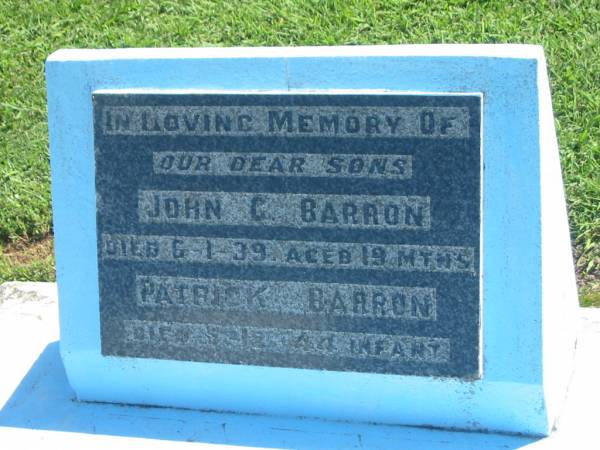 IN LOVING MEMORY OF
OUR DEAR SONS
JOHN G. BARRON
DIED 6-1-39. AGED 19 MTHS
PATRICK BARRON
DIED INFANT